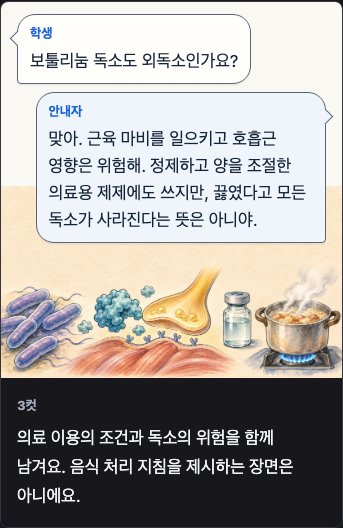 학생
보툴리눔 독소도 외독소인가요?
안내자
맞아. 근육 마비를 일으키고 호흡근
영향은 위험해. 정제하고 양을 조절한
의료용 제제에도 쓰지만, 끓였다고 모든
독소가 사라진다는 뜻은 아니야.
3컷
의료 이용의 조건과 독소의 위험을 함께
남겨요. 음식 처리 지침을 제시하는 장면은
아니에요.